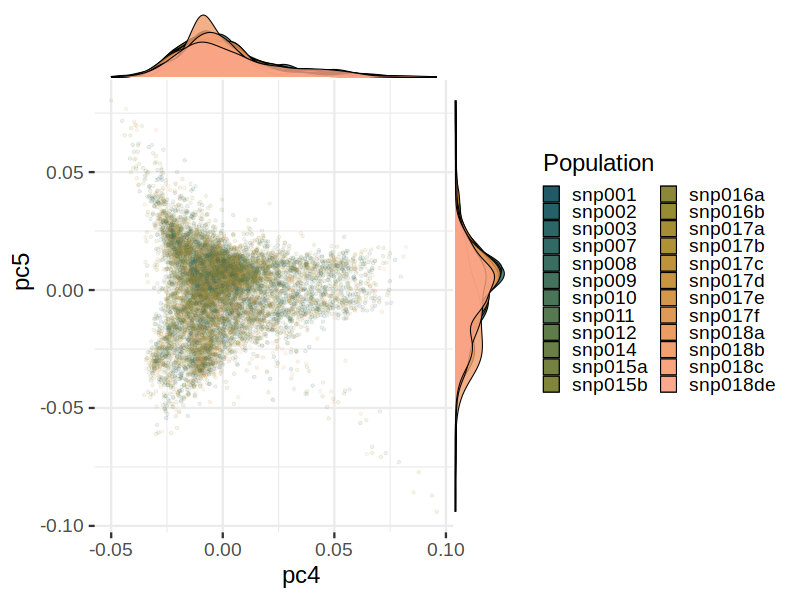 Population
snp001
snp002
snp003
snp007
snp008
snp009
snp010
snp011
snp012
snp014
snp015a
snp015b
snp016a
snp016b
snp017a
snp017b
snp017c
snp017d
snp017e
snp017f
snp018a
snp018b
snp018c
snp018de
pc5
0.05
0.00
-0.05
-0.10
-0.05
0.00
0.05
0.10
pc4